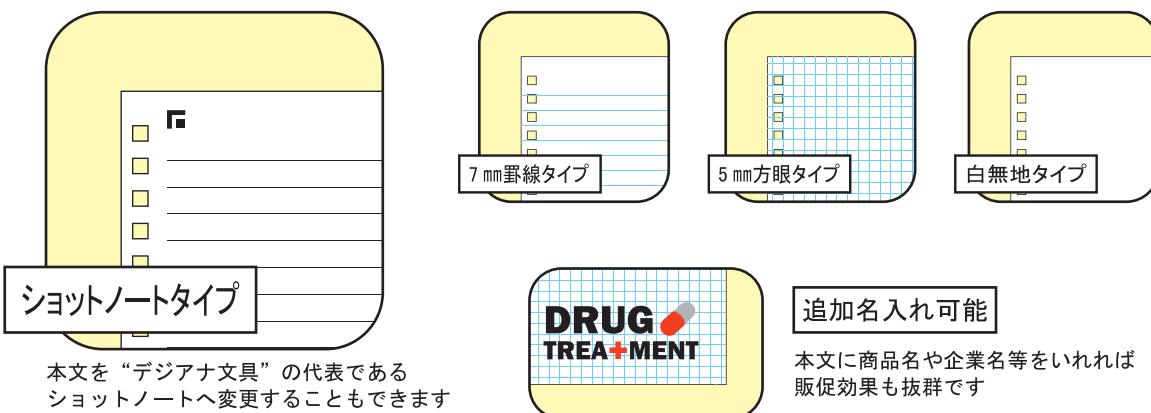 ショットノートタイプ
本文を“デジアナ文具”の代表である
ショットノートへ変更することもできます
7㎜罫線タイプ
5㎜方眼タイプ
白無地タイプ
DRUG
TREA+MENT
追加名入れ可能
本文に商品名や企業名等をいれれば
販促効果も抜群です